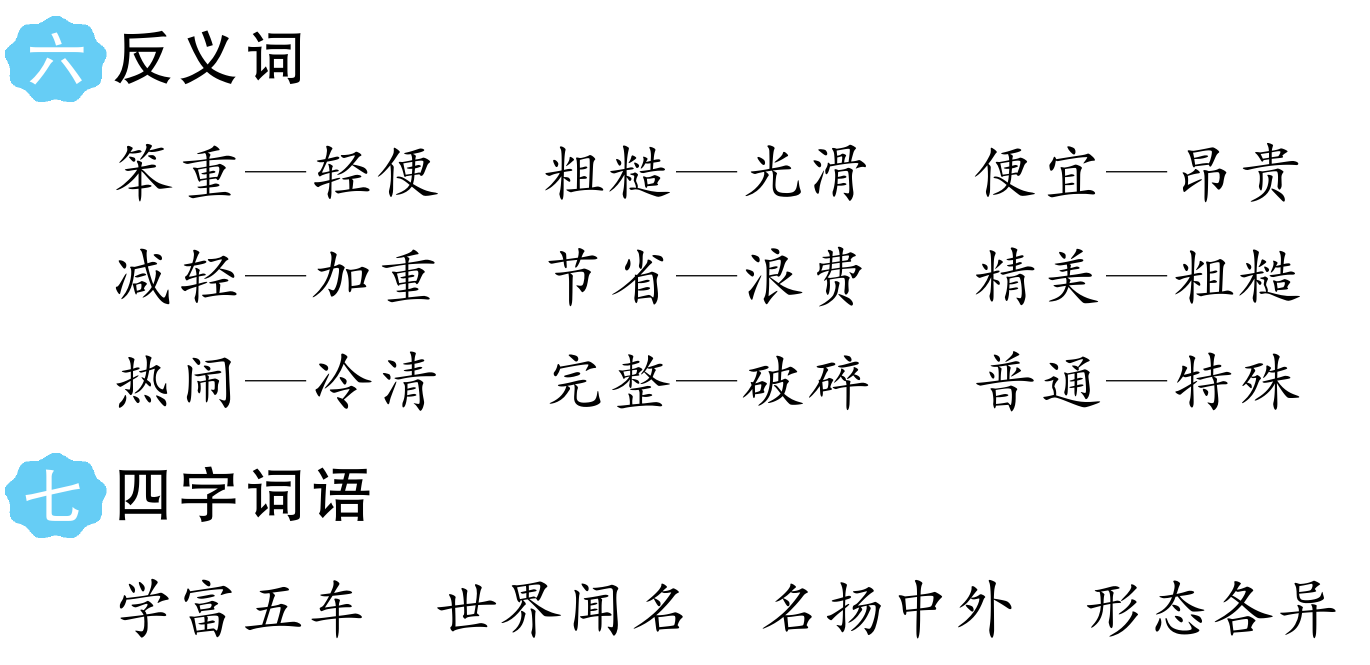 六 反义词
笨重—轻便 粗糙—光滑 便宜—昂贵
减轻—加重 节省—浪费 精美—粗糙
热闹—冷清 完整—破碎 普通—特殊
七 四字词语
学富五车 世界闻名 名扬中外 形态各异